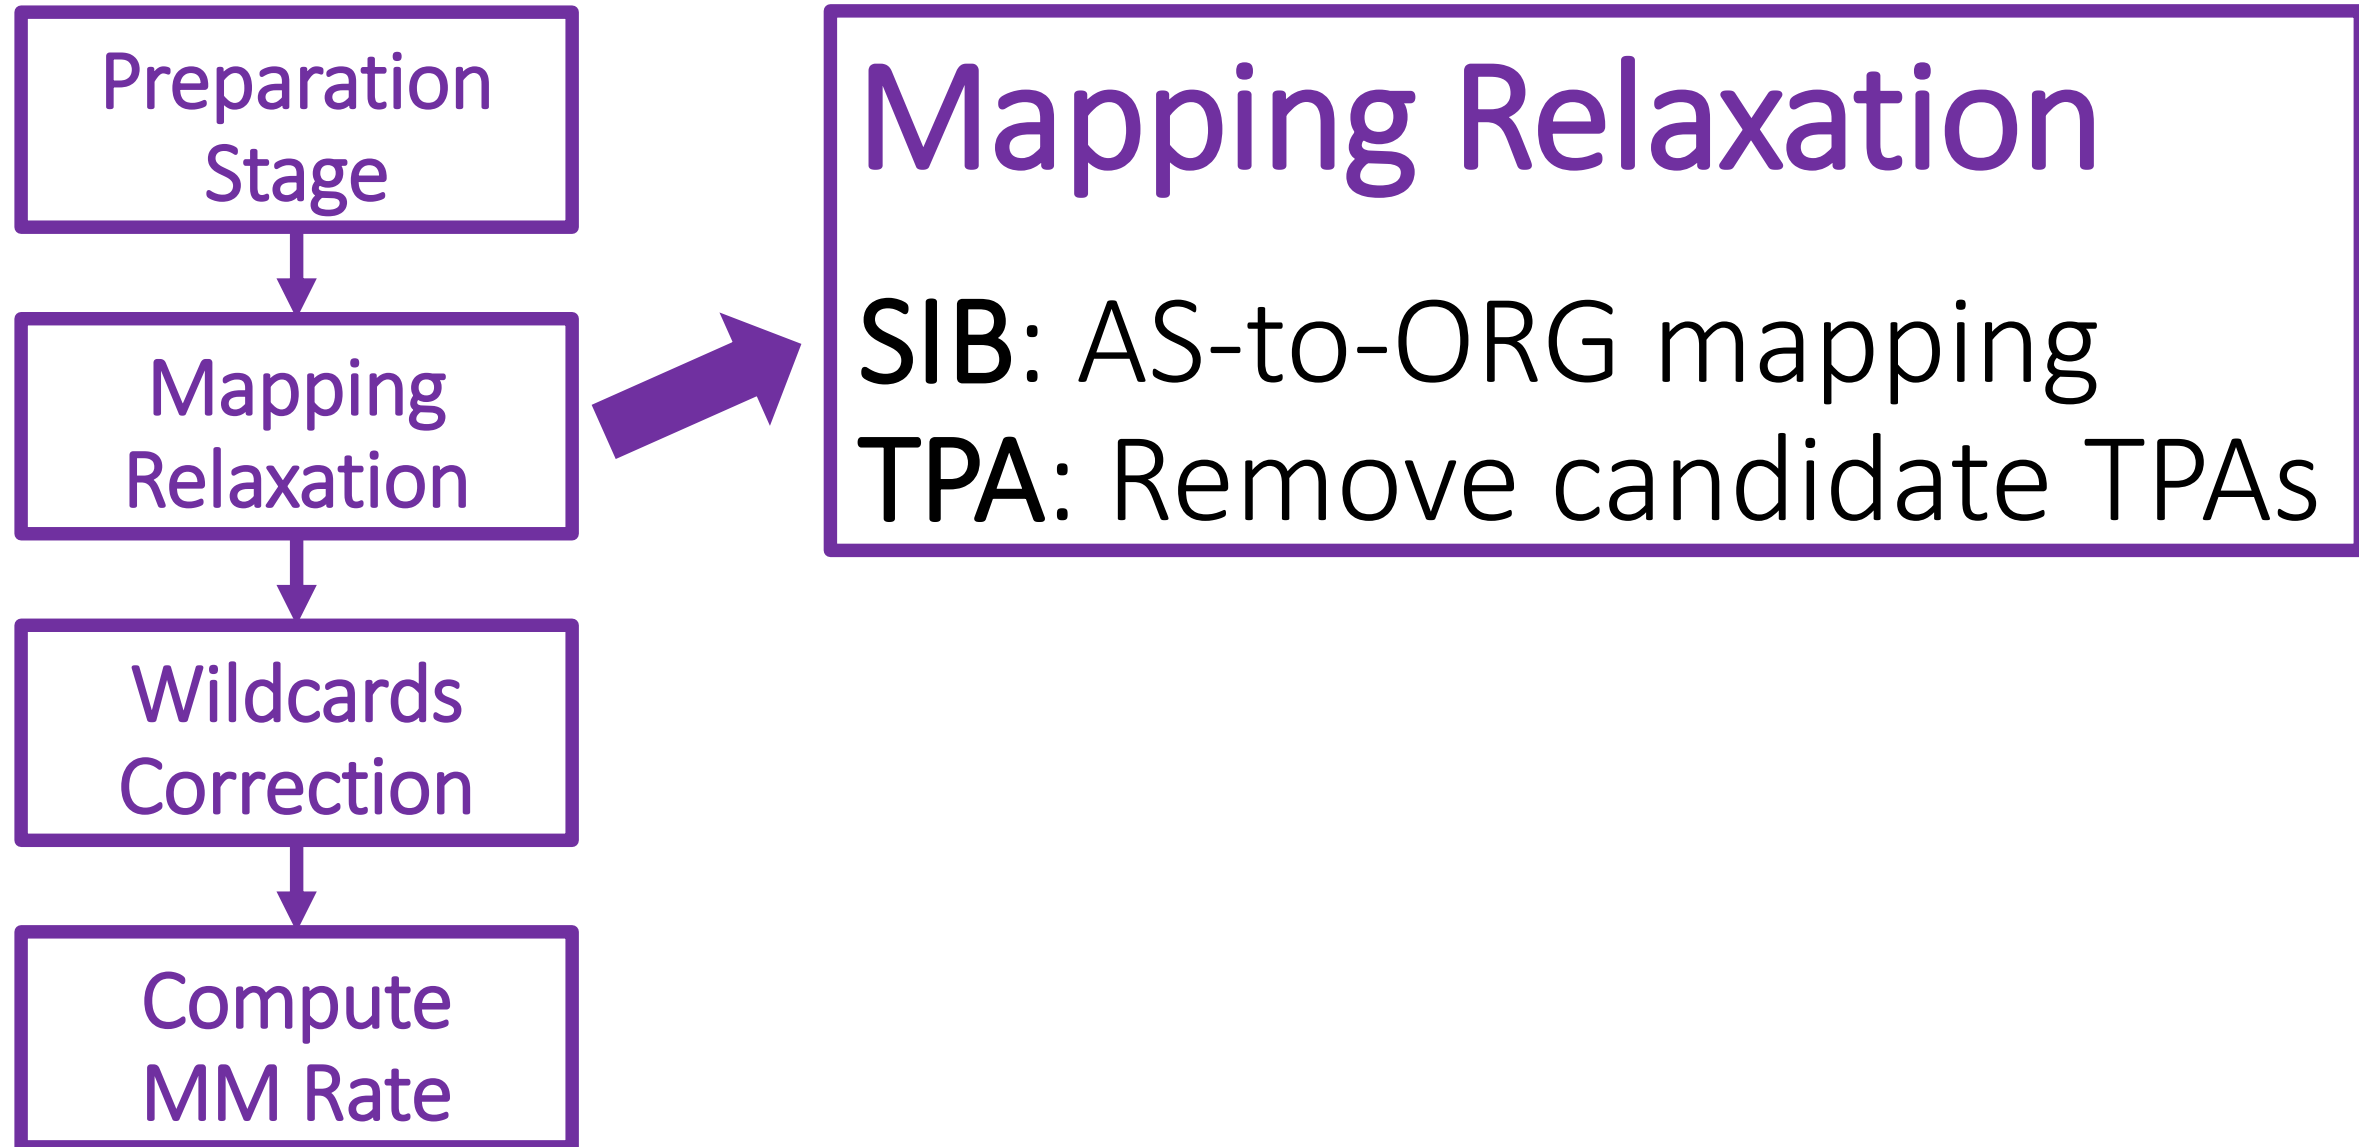 Preparation
Stage
Mapping
Relaxation
Wildcards
Correction
Compute
MM Rate
Mapping Relaxation
SIB: AS-to-ORG mapping
TPA: Remove candidate TPAs